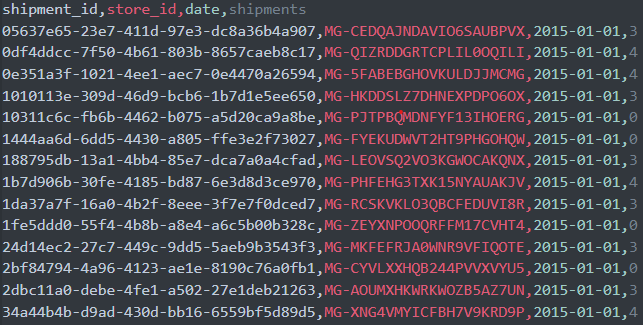 shipment_id,store_id,date,shipments
05637e65-23e7-411d-97e3-dc8a36b4a907,MG-CEDQAJNDAVIO6SAUBPVX,2015-01-01,3
0df4ddcc-7f50-4b61-803b-8657caeb8c17,MG-QIZRDDGRTCPLIL0OQILI,2015-01-01,4
0e351a3f-1021-4ee1-aec7-0e4470a26594,MG-5FABEBGHOVKULDJJMCMG,2015-01-01,4
1010113e-309d-46d9-bcb6-1b7d1e5ee650,MG-HKDDSLZ7DHNEXPDPO6OX,2015-01-01,3
10311c6c-fb6b-4462-b075-a5d20ca9a8be,MG-PJTPBQMDNFYF13IHOERG,2015-01-01,0
1444aa6d-6dd5-4430-a805-ffe3e2f73027,MG-FYEKUDWVT2HT9PHGOHQW,2015-01-01,0
188795db-13a1-4bb4-85e7-dca7a0a4cfad,MG-LEOVSQ2VO3KGWOCAKQNX,2015-01-01,3
1b7d906b-30fe-4185-bd87-6e3d8d3ce970,MG-PHFEHG3TXK15NYAUAKJV,2015-01-01,4
1da37a7f-16a0-4b2f-8eee-3f7e7f0dced7,MG-RCSKVKLO3QBCFEDUVI8R,2015-01-01,3
1fe5ddd0-55f4-4b8b-a8e4-a6c5b00b328c,MG-ZEYXNPOOQRFFM17CVHT4,2015-01-01,0
24d14ec2-27c7-449c-9dd5-5aeb9b3543f3,MG-MKFEFRJA0WNR9VFIQOTE,2015-01-01,3
2bf84794-4a96-4123-ae1e-8190c76a0fb1,MG-CYVLXXHQB244PVVXVYU5,2015-01-01,0
2dbc11a0-debe-4fe1-a502-27e1deb21263,MG-AOUMXHKWRKWOZB5AZ7UN,2015-01-01,3
34a44b4b-d9ad-430d-bb16-6559bf5d89d5,MG-XNG4VMYICFBH7V9KRD9P,2015-01-01,4